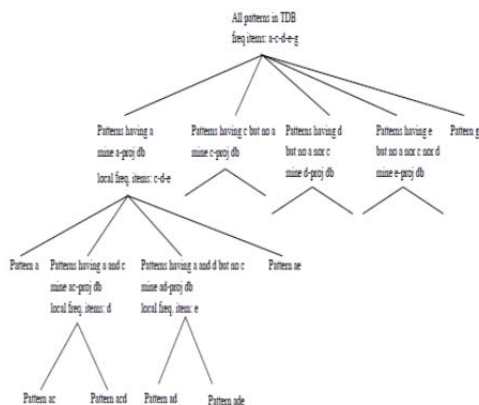 All patterns in TDB
freq items: a-c-d-e-g
Patterns having a
mine a-proj db
local freq. items: c-d-e
Patterns having c but no a
mine c-proj db
Patterns having d
but no a nor c
mine d-proj db
Patterns having e
but no a nor c nor d
mine e-proj db
Pattern g
Pattern a
Patterns having a and c
mine ac-proj db
local freq. items: d
Patterns having a and d but no c
mine ad-proj db
local freq. item: e
Pattern ae
Pattern ac
Pattern acd
Pattern ad
Pattern ade